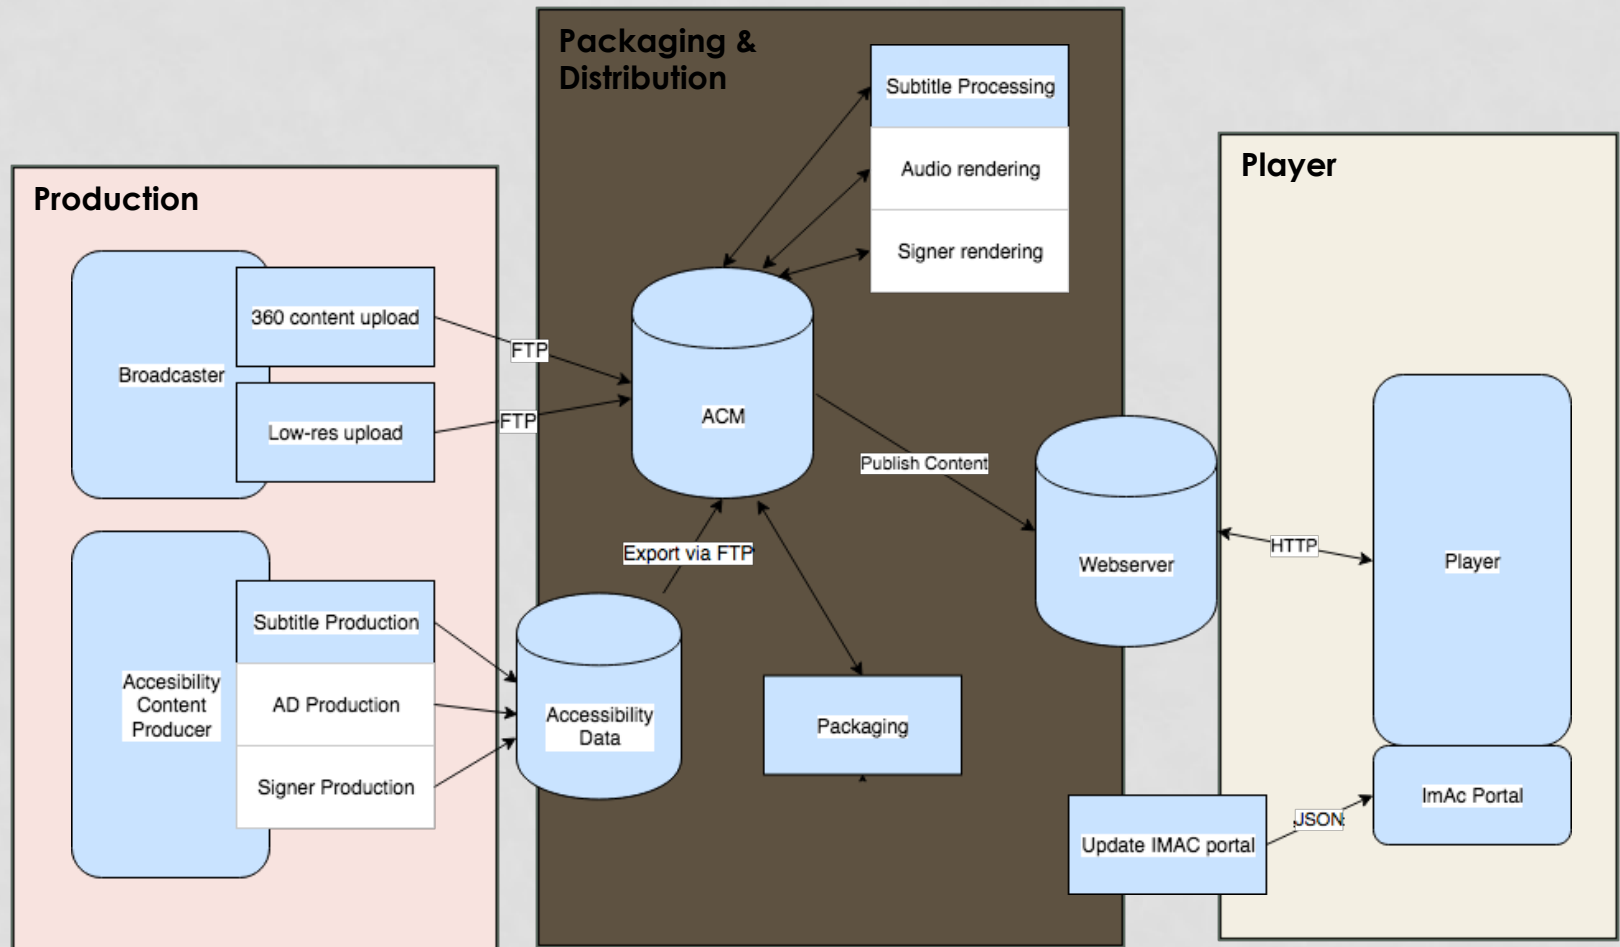 Packaging &
Distribution
Subtitle Processing
Audio rendering
Signer rendering
Player
Production
360 content upload
FTP
Broadcaster
Low-res upload
FTP
ACM
Publish Content
Export via FTP
HTTP
Player
Webserver
Subtitle Production
Accesibility
Content
Producer
AD Production
Accessibility
Data
Packaging
Signer Production
ImAc Portal
JSON
Update IMAC portal